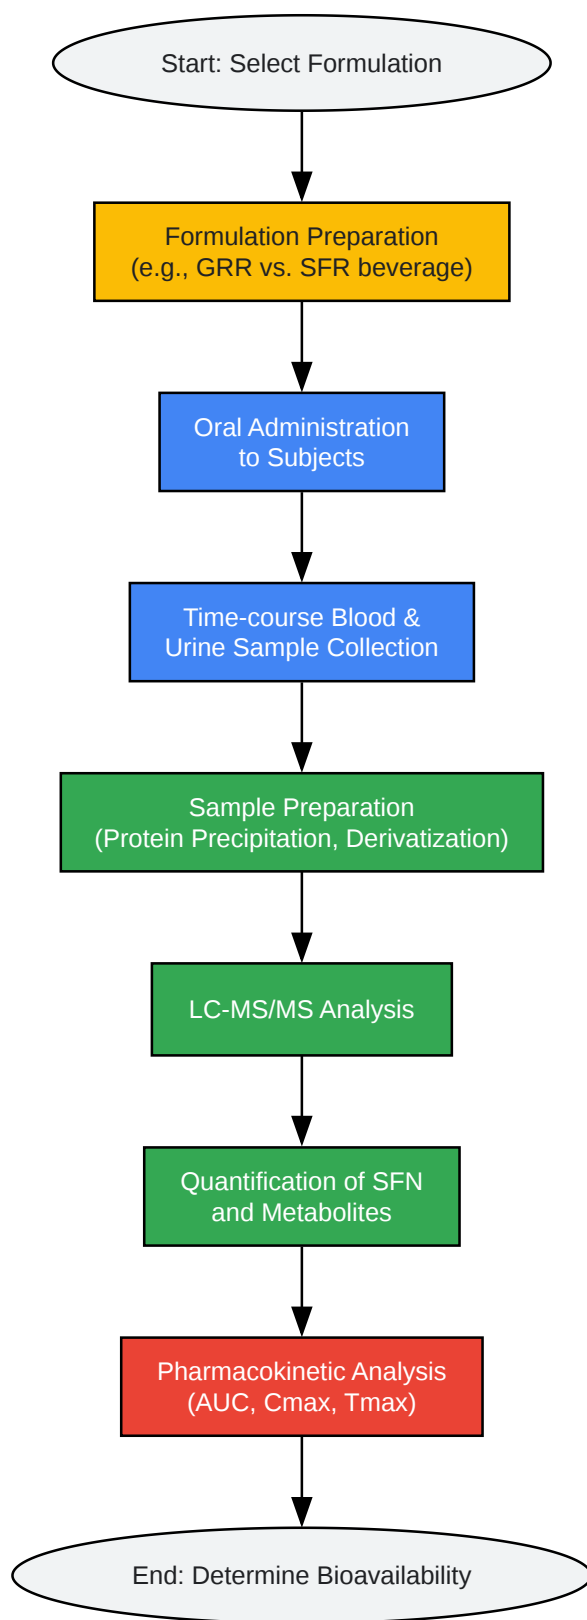 Start: Select Formulation
Formulation Preparation
(e.g., GRR vs. SFR beverage)
Oral Administration
to Subjects
Time-course Blood &
Urine Sample Collection
Sample Preparation
(Protein Precipitation, Derivatization)
LC-MS/MS Analysis
Quantification of SFN
and Metabolites
Pharmacokinetic Analysis
(AUC, Cmax, Tmax)
End: Determine Bioavailability